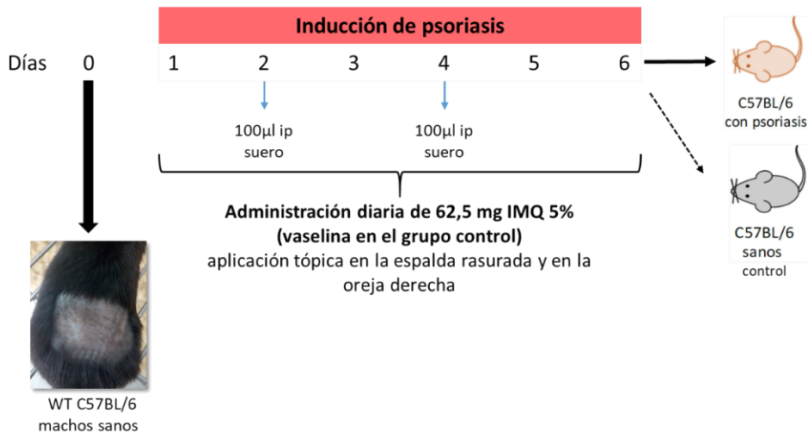 Inducción de psoriasis
Días 0 1 2 3 4 5 6
100µl ip
suero
100µl ip
suero
Administración diaria de 62,5 mg IMQ 5%
(vaselina en el grupo control)
aplicación tópica en la espalda rasurada y en la
oreja derecha
WT C57BL/6
machos sanos
C57BL/6
con psoriasis
C57BL/6
sanos
control